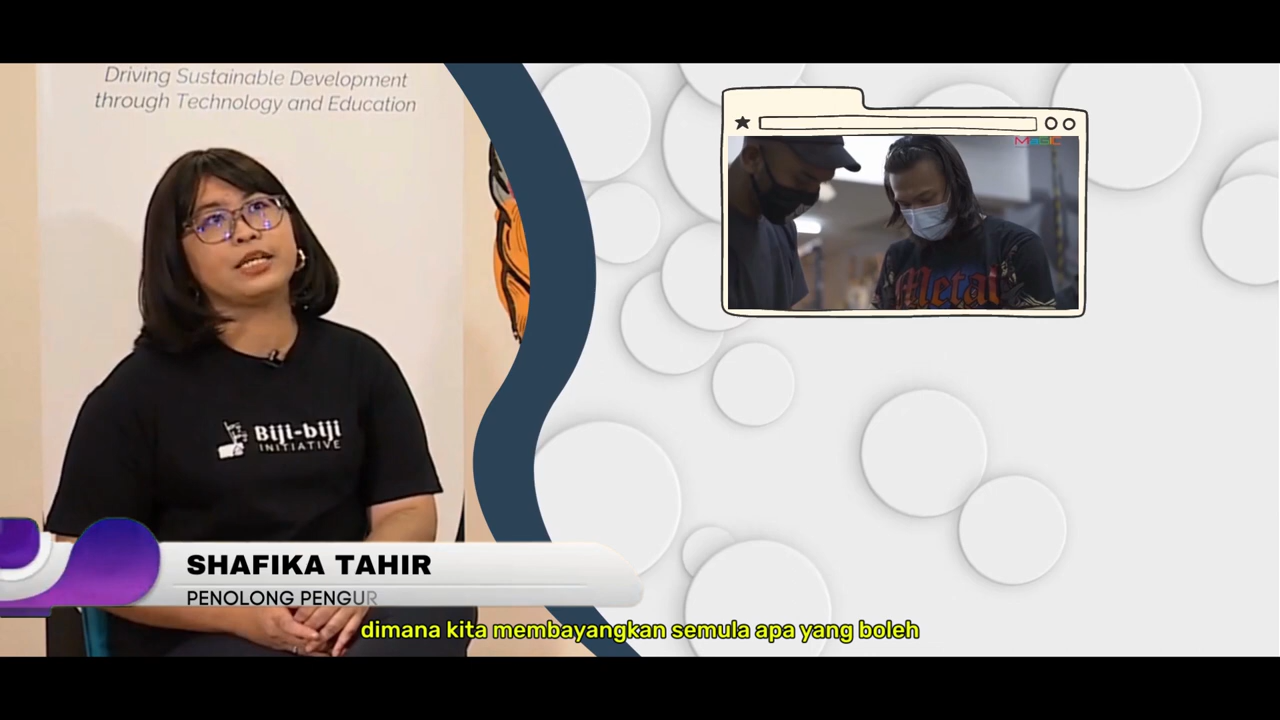 Driving Sustainable Development
through Technology and Education
MaGIC
Metal
Biji-biji
INITIATIVE
SHAFIKA TAHIR
PENOLONG PENGUR
dimana kita membayangkan semula apa yang boleh